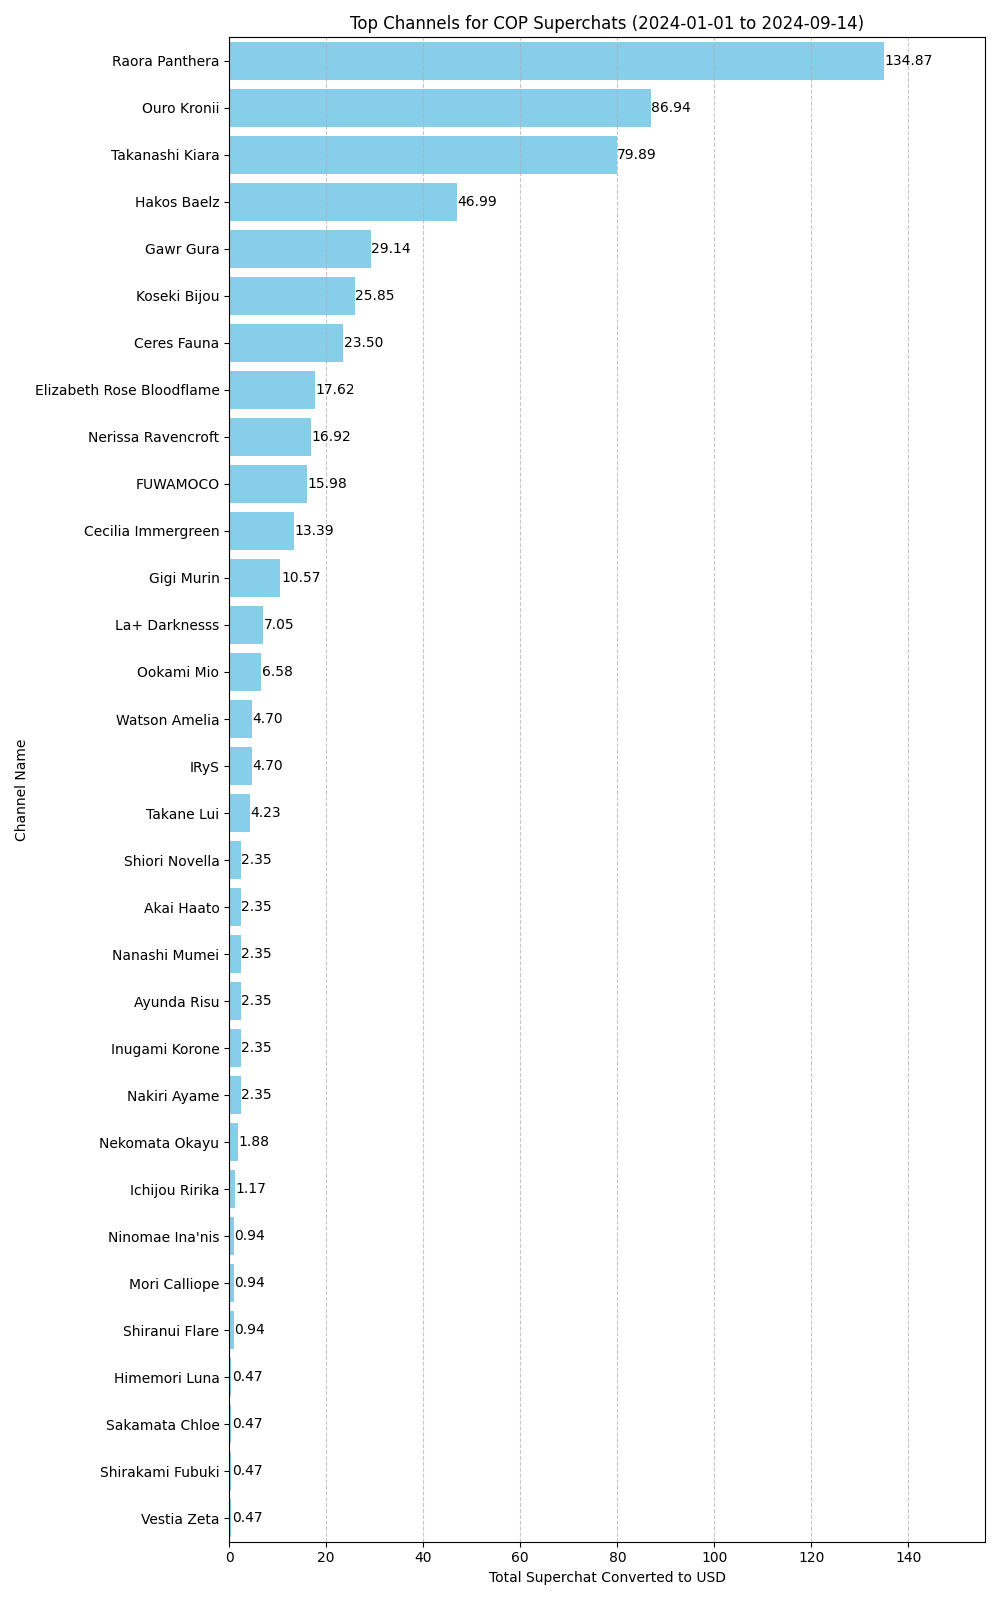 Top Channels for COP Superchats (2024-01-01 to 2024-09-14)
Raora Panthera 134.87
Ouro Kronii 86.94
Takanashi Kiara 79.89
Hakos Baelz 46.99
Gawr Gura 29.14
Koseki Bijou 25.85
Ceres Fauna 23.50
Elizabeth Rose Bloodflame 17.62
Nerissa Ravencroft 16.92
FUWAMOCO 15.98
Cecilia Immergreen 13.39
Gigi Murin 10.57
La+ Darknesss 7.05
Ookami Mio 6.58
Watson Amelia 4.70
IRyS 4.70
Takane Lui 4.23
Shiori Novella 2.35
Akai Haato 2.35
Nanashi Mumei 2.35
Ayunda Risu 2.35
Inugami Korone 2.35
Nakiri Ayame 2.35
Nekomata Okayu 1.88
Ichijou Ririka 1.17
Ninomae Ina'nis 0.94
Mori Calliope 0.94
Shiranui Flare 0.94
Himemori Luna 0.47
Sakamata Chloe 0.47
Shirakami Fubuki 0.47
Vestia Zeta 0.47
Channel Name
0 20 40 60 80 100 120 140
Total Superchat Converted to USD